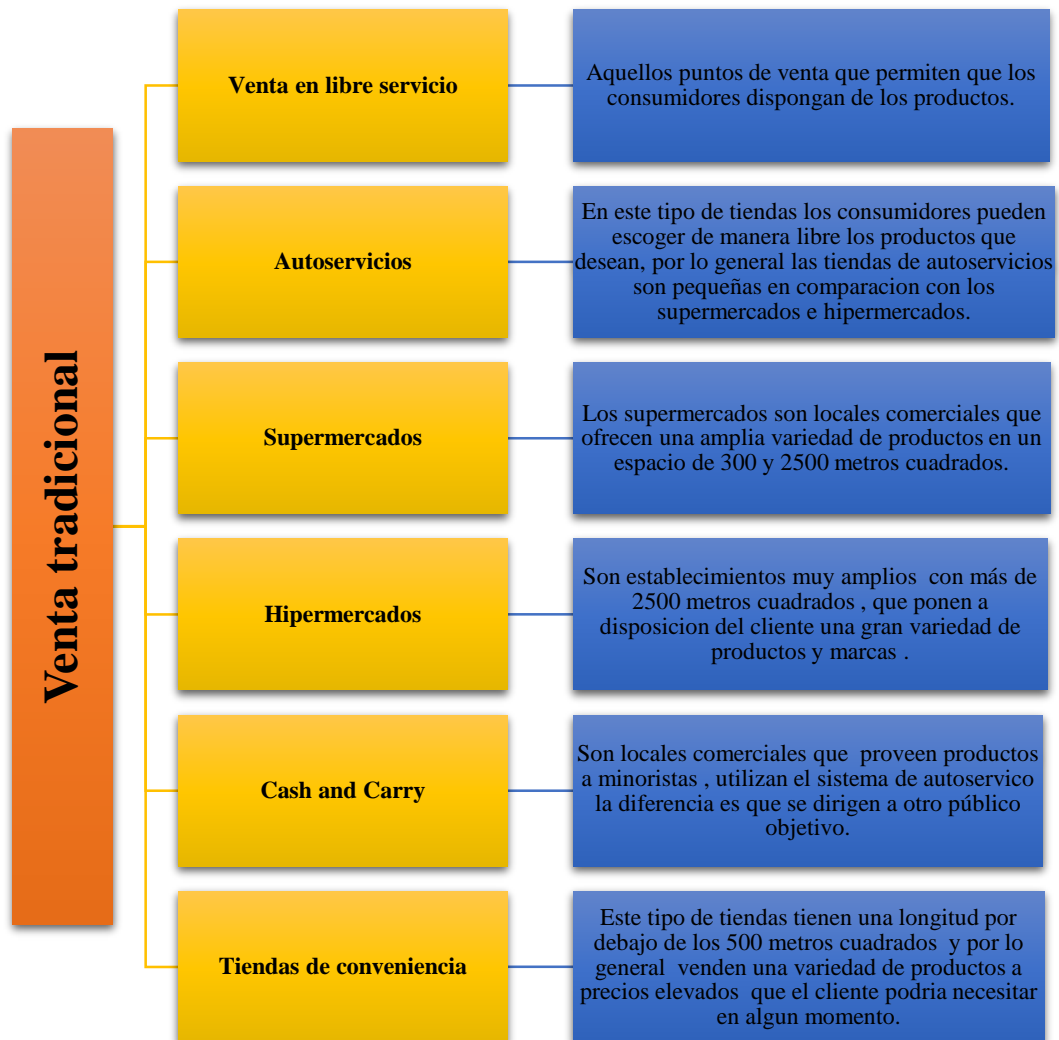 Venta tradicional
Venta en libre servicio
Aquellos puntos de venta que permiten que los
consumidores dispongan de los productos.
Autoservicios
En este tipo de tiendas los consumidores pueden
escoger de manera libre los productos que
desean, por lo general las tiendas de autoservicios
son pequeñas en comparacion con los
supermercados e hipermercados.
Supermercados
Los supermercados son locales comerciales que
ofrecen una amplia variedad de productos en un
espacio de 300 y 2500 metros cuadrados.
Hipermercados
Son establecimientos muy amplios con más de
2500 metros cuadrados , que ponen a
disposicion del cliente una gran variedad de
productos y marcas .
Cash and Carry
Son locales comerciales que proveen productos
a minoristas , utilizan el sistema de autoservico
la diferencia es que se dirigen a otro público
objetivo.
Tiendas de conveniencia
Este tipo de tiendas tienen una longitud por
debajo de los 500 metros cuadrados y por lo
general venden una variedad de productos a
precios elevados que el cliente podria necesitar
en algun momento.